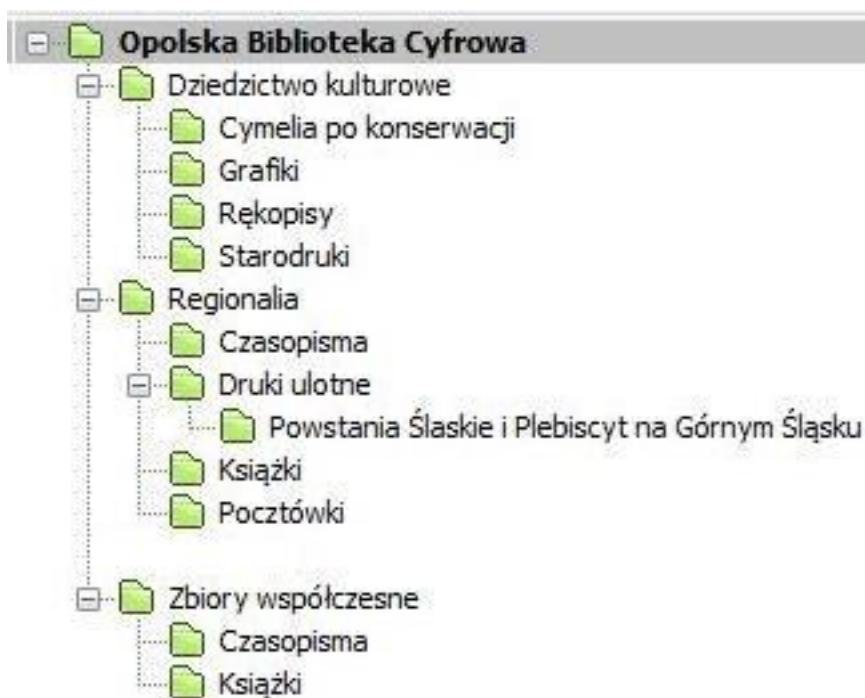 Opolska Biblioteka Cyfrowa
Dziedzictwo kulturowe
Cymelia po konserwacji
Grafiki
Rękopisy
Starodruki
Regionalia
Czasopisma
Druki ulotne
Powstania Ślaskie i Plebiscyt na Górnym Śląsku
Książki
Pocztówki
Zbiory współczesne
Czasopisma
Książki